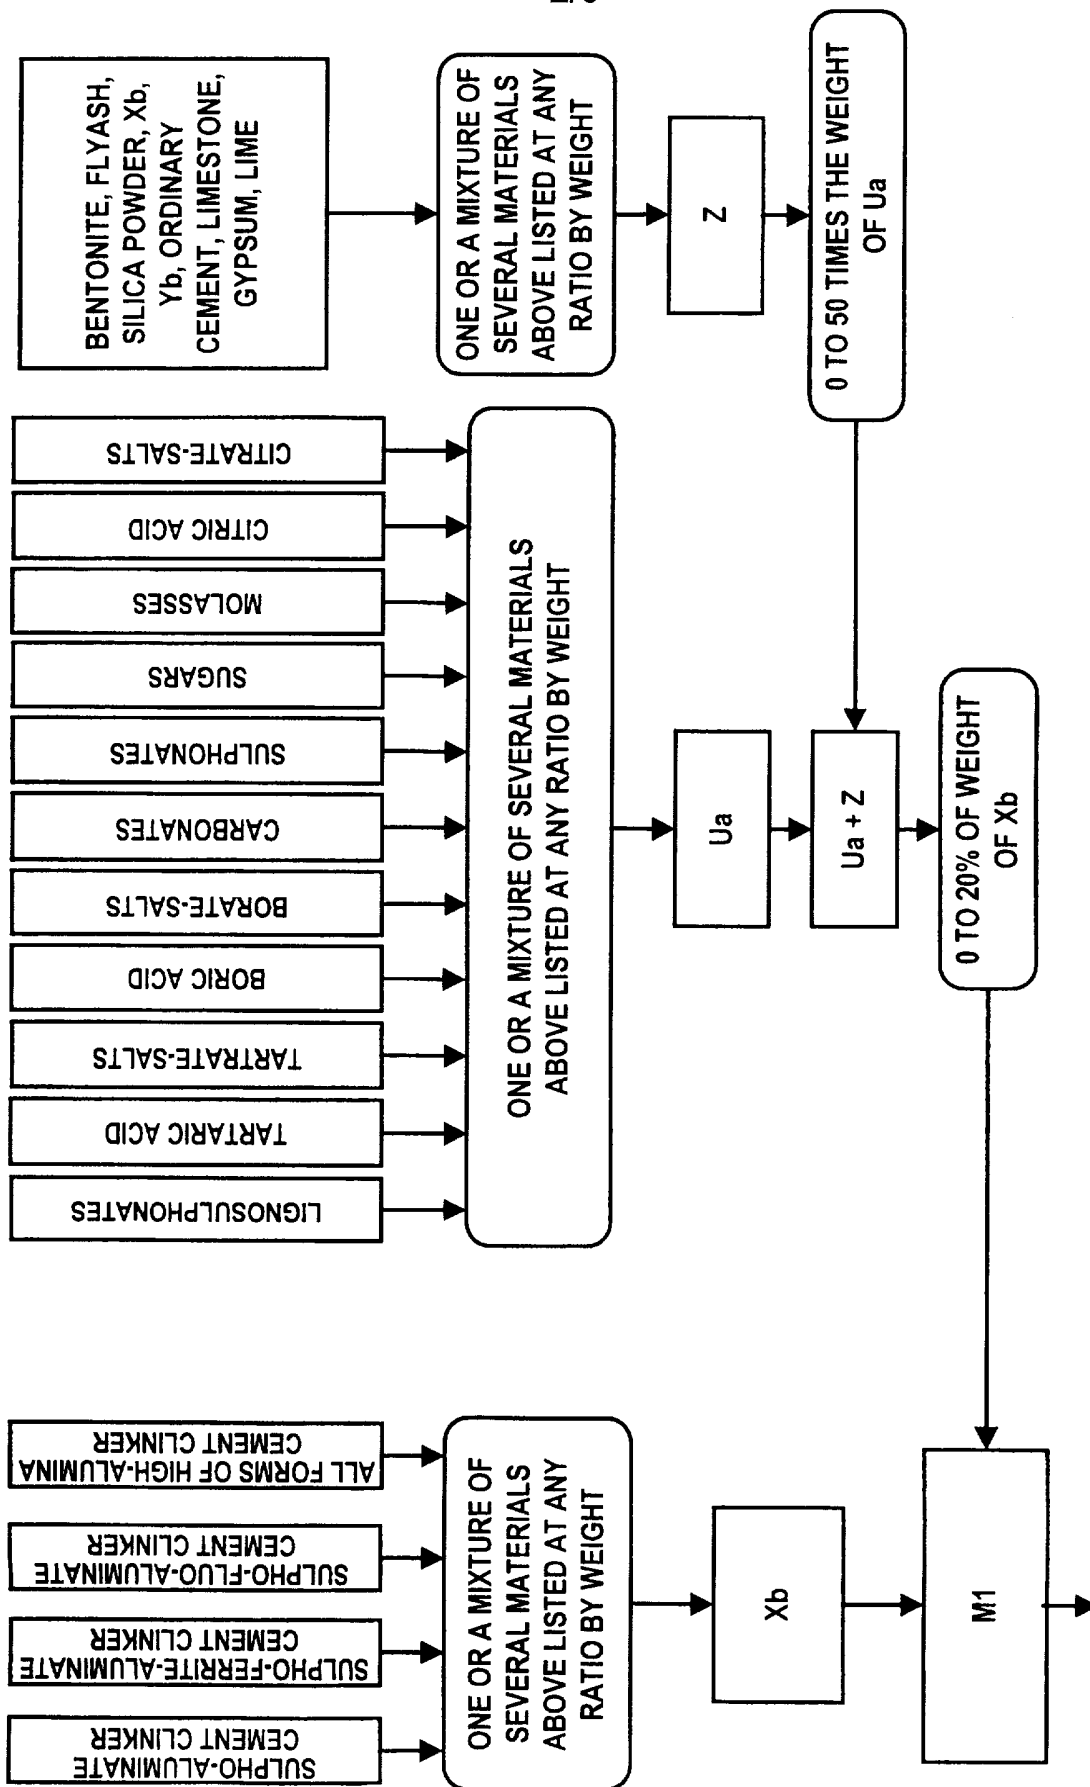 SULPHO-ALUMINATE
CEMENT CLINKER
SULPHO-FERRITE-ALUMINATE
CEMENT CLINKER
SULPHO-FLUO-ALUMINATE
CEMENT CLINKER
ALL FORMS OF HIGH-ALUMINA
CEMENT CLINKER
LIGNOSULPHONATES
TARTARIC ACID
TARTRATE-SALTS
BORIC ACID
BORATE-SALTS
CARBONATES
SULPHONATES
SUGARS
MOLASSES
CITRIC ACID
CITRATE-SALTS
BENTONITE, FLYASH,
SILICA POWDER, Xb,
Yb, ORDINARY
CEMENT, LIMESTONE,
GYPSUM, LIME
ONE OR A MIXTURE OF
SEVERAL MATERIALS
ABOVE LISTED AT ANY
RATIO BY WEIGHT
ONE OR A MIXTURE OF SEVERAL MATERIALS
ABOVE LISTED AT ANY RATIO BY WEIGHT
ONE OR A MIXTURE OF
SEVERAL MATERIALS
ABOVE LISTED AT ANY
RATIO BY WEIGHT
Xb
Ua
Z
Ua + Z
0 TO 50 TIMES THE WEIGHT
OF Ua
0 TO 20% OF WEIGHT
OF Xb
M1